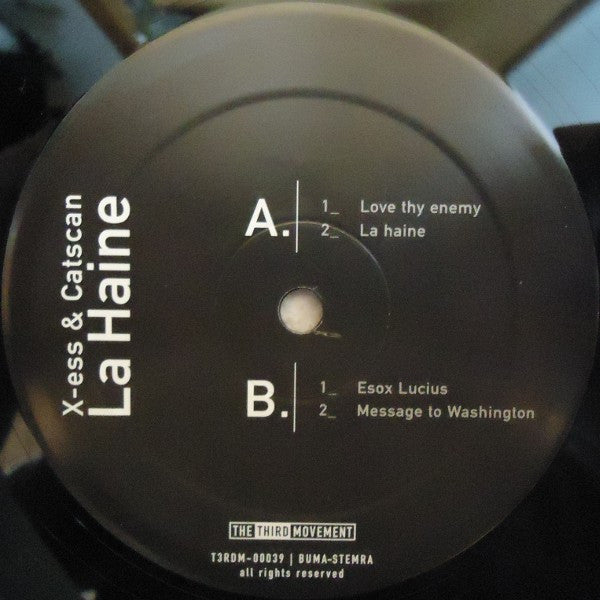 X-ess & Catscan
La Haine
A.
1_ Love thy enemy
2_ La haine
B.
1_ Esox Lucius
2_ Message to Washington
THE THIRD MOVEMENT
T3RDM-00039 | BUMA-STEMRA
all rights reserved